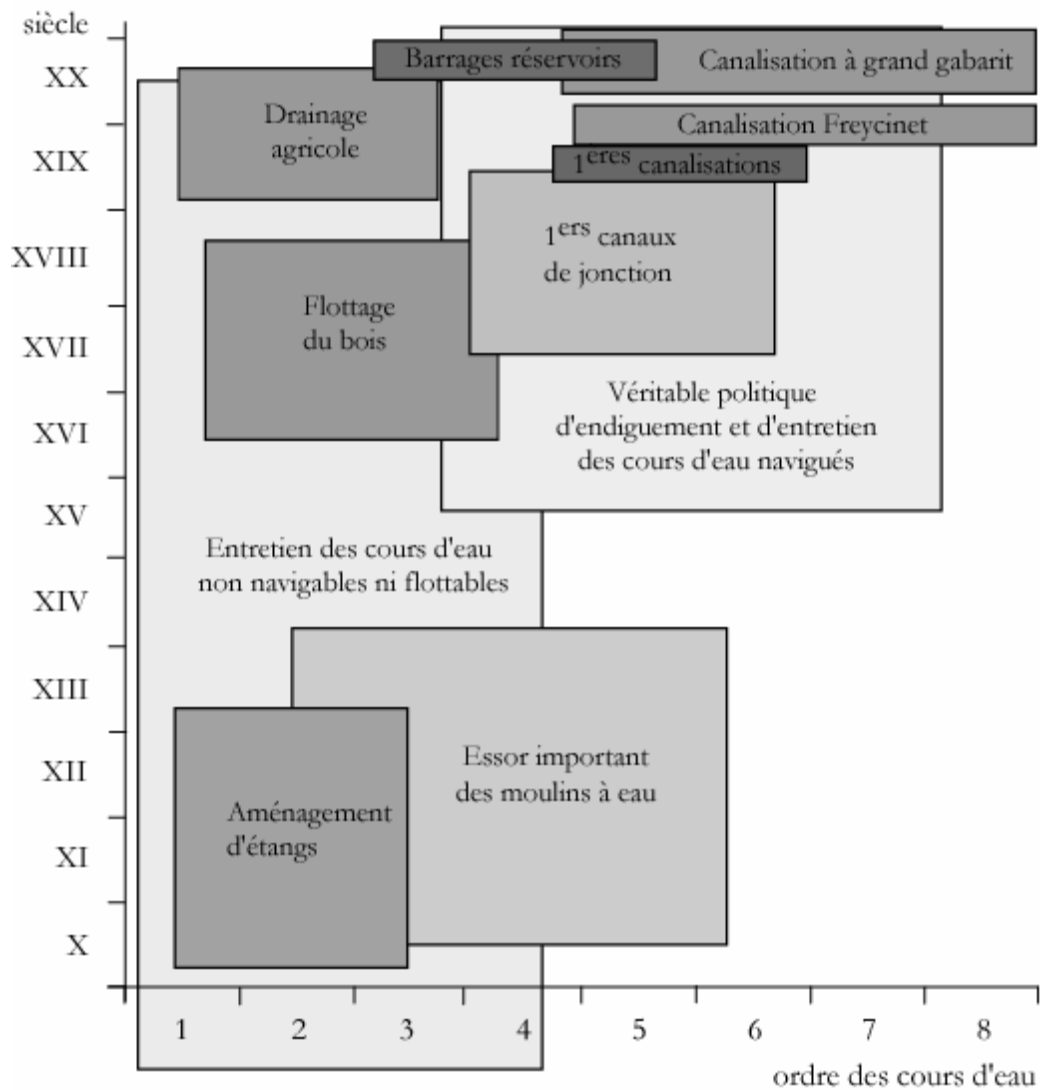 siècle
XX
XIX
XVIII
XVII
XVI
XV
XIV
XIII
XII
XI
X
Barrages réservoirs
Canalisation à grand gabarit
Drainage
agricole
Canalisation Freycinet
1eres canalisations
1ers canaux
de jonction
Flottage
du bois
Véritable politique
d'endiguement et d'entretien
des cours d'eau navigués
Entretien des cours d'eau
non navigables ni flottables
Essor important
des moulins à eau
Aménagement
d'étangs
1 2 3 4 5 6 7 8
ordre des cours d'eau